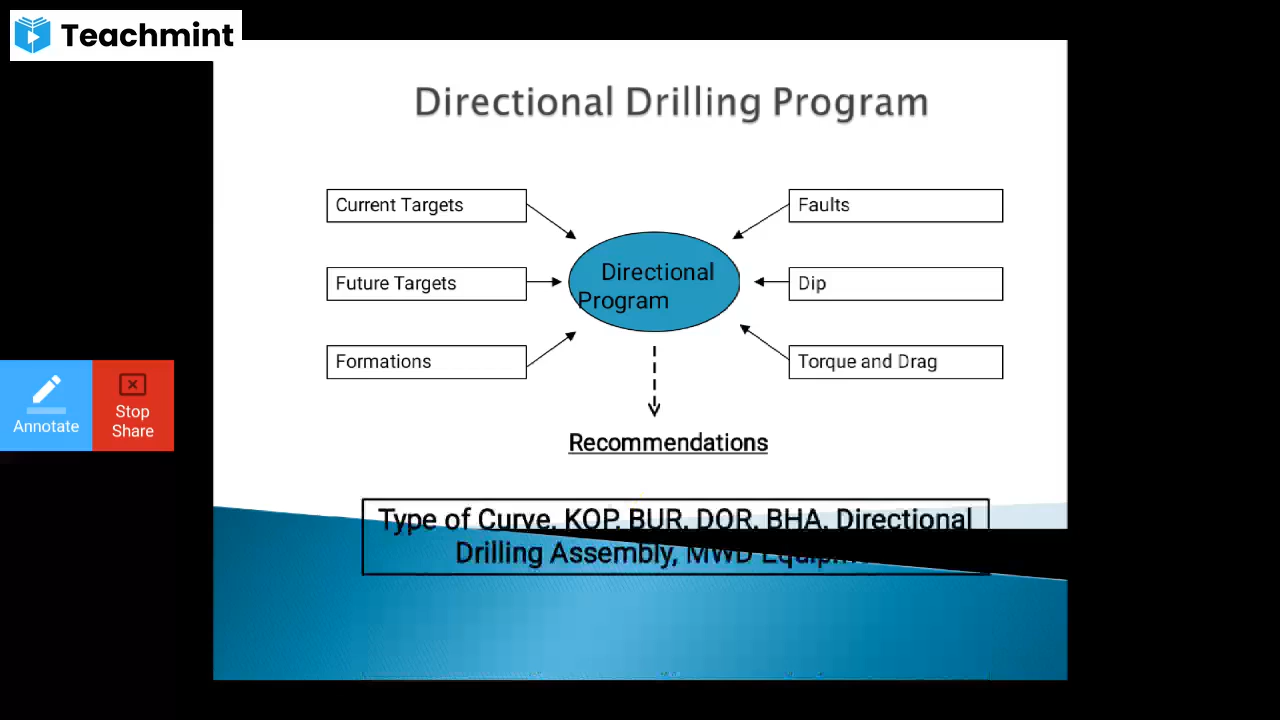 Teachmint
Directional Drilling Program
Current Targets
Faults
Directional
Program
Future Targets
Dip
Formations
Torque and Drag
Annotate
Stop
Share
Recommendations
Type of Curve, KOP, BUR, DOR, BHA, Directional
Drilling Assembly, MWD